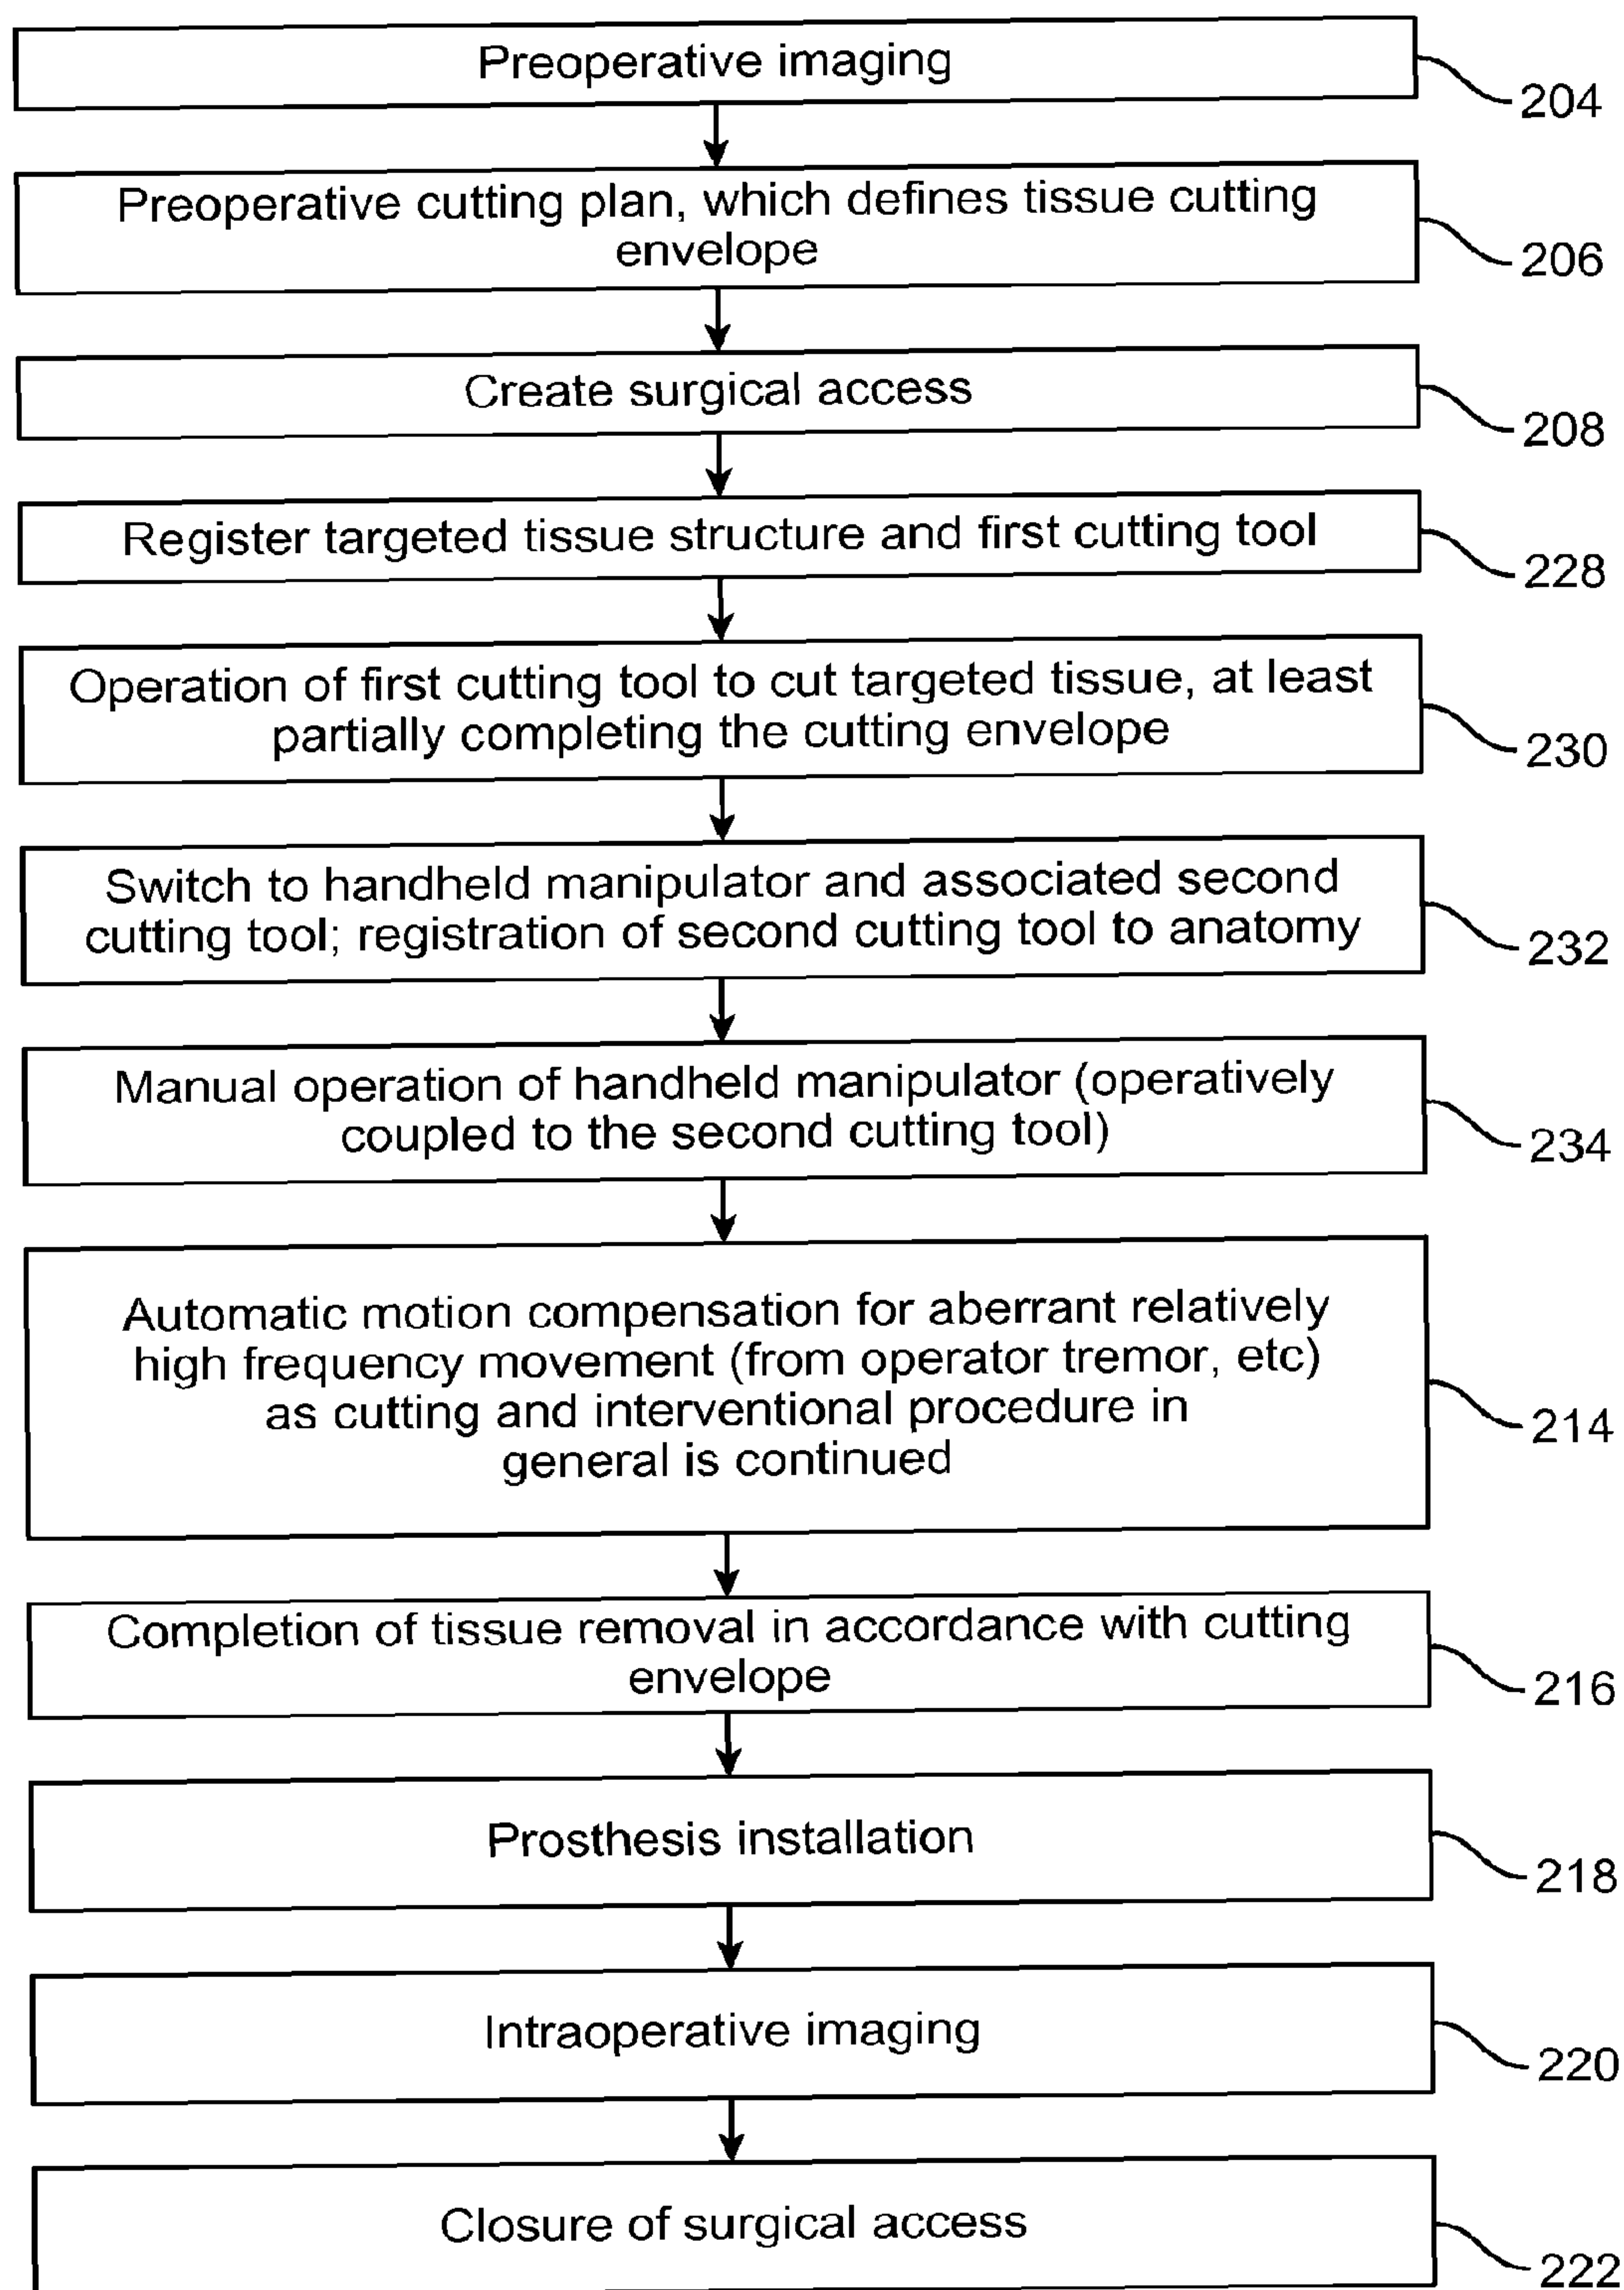 Preoperative imaging
204
Preoperative cutting plan, which defines tissue cutting
envelope
206
Create surgical access
208
Register targeted tissue structure and first cutting tool
228
Operation of first cutting tool to cut targeted tissue, at least
partially completing the cutting envelope
230
Switch to handheld manipulator and associated second
cutting tool; registration of second cutting tool to anatomy
232
Manual operation of handheld manipulator (operatively
coupled to the second cutting tool)
234
Automatic motion compensation for aberrant relatively
high frequency movement (from operator tremor, etc)
as cutting and interventional procedure in
general is continued
214
Completion of tissue removal in accordance with cutting
envelope
216
Prosthesis installation
218
Intraoperative imaging
220
Closure of surgical access
222